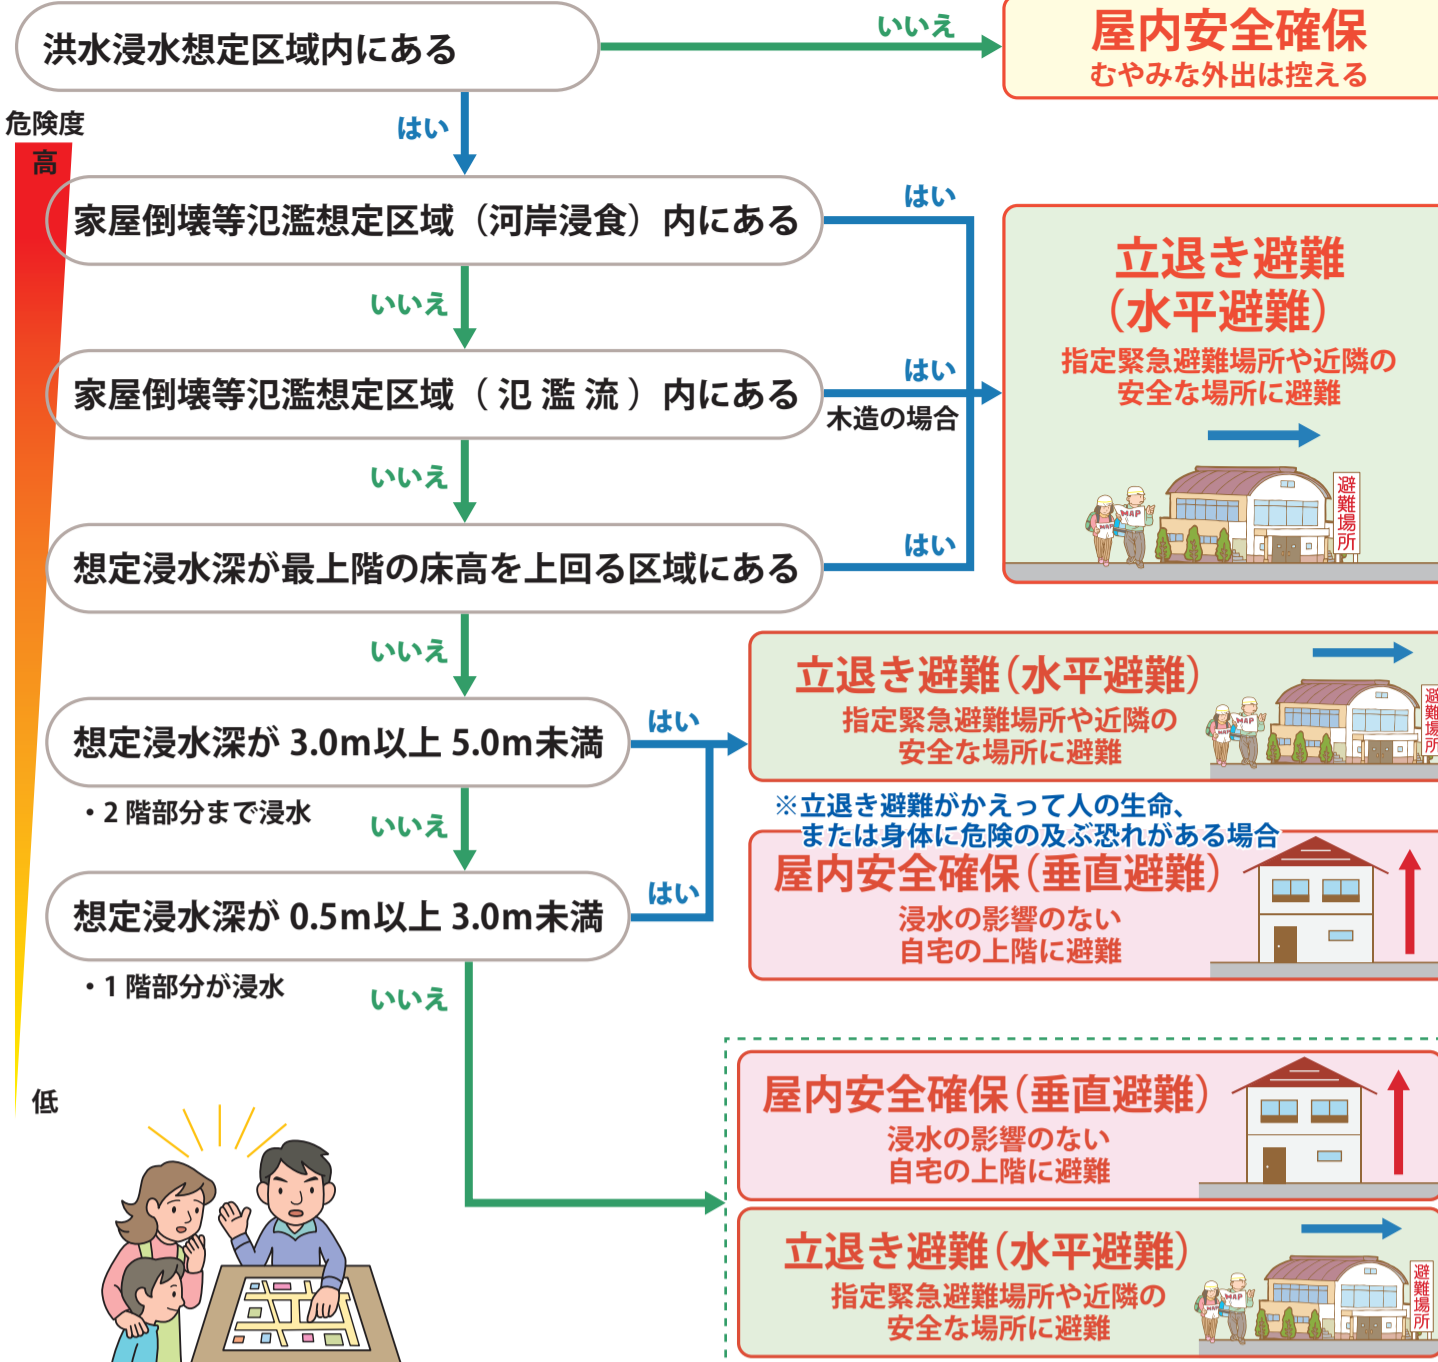 洪水浸水想定区域内にある
いいえ
屋内安全確保
むやみな外出は控える
危険度
高
はい
家屋倒壊等氾濫想定区域（河岸浸食）内にある
はい
立退き避難
（水平避難）
指定緊急避難場所や近隣の
安全な場所に避難
MAP
MAP
避難場所
いいえ
家屋倒壊等氾濫想定区域（氾濫流）内にある
はい
木造の場合
いいえ
想定浸水深が最上階の床高を上回る区域にある
はい
いいえ
想定浸水深が 3.0m以上 5.0m未満
はい
・2 階部分まで浸水
立退き避難（水平避難）
指定緊急避難場所や近隣の
安全な場所に避難
MAP
MAP
避難場所
※立退き避難がかえって人の生命、
または身体に危険の及ぶ恐れがある場合
屋内安全確保（垂直避難）
浸水の影響のない
自宅の上階に避難
いいえ
想定浸水深が 0.5m以上 3.0m未満
はい
・1 階部分が浸水
いいえ
低
屋内安全確保（垂直避難）
浸水の影響のない
自宅の上階に避難
立退き避難（水平避難）
指定緊急避難場所や近隣の
安全な場所に避難
MAP
MAP
避難場所